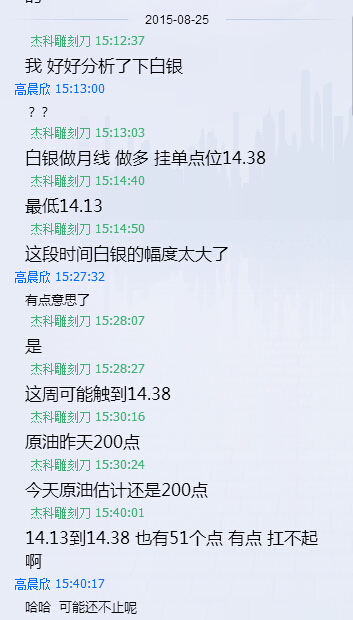 2015-08-25
杰科雕刻刀 15:12:37
我 好好分析了下白银
高晨欣 15:13:00
？？
杰科雕刻刀 15:13:03
白银做月线 做多 挂单点位14.38
杰科雕刻刀 15:14:40
最低14.13
杰科雕刻刀 15:14:50
这段时间白银的幅度太大了
高晨欣 15:27:32
有点意思了
杰科雕刻刀 15:28:07
是
杰科雕刻刀 15:28:27
这周可能触到14.38
杰科雕刻刀 15:30:16
原油昨天200点
杰科雕刻刀 15:30:24
今天原油估计还是200点
杰科雕刻刀 15:40:01
14.13到14.38 也有51个点 有点 扛不起
啊
高晨欣 15:40:17
哈哈 可能还不止呢